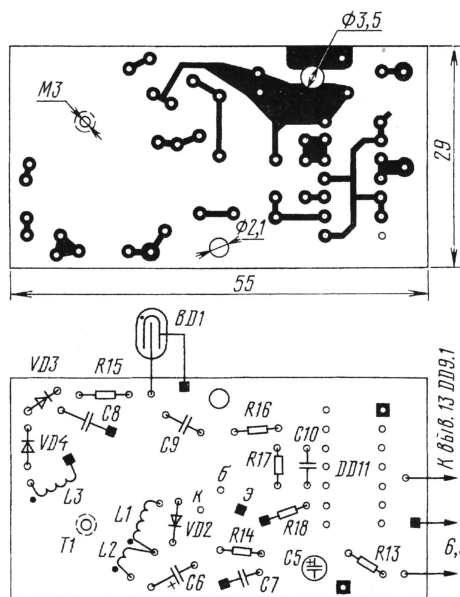 Ф3,5
М3
Ф2,1
29
55
BD1
VD3
R15
C8
C9
R16
VD4
R17
C10
DD11
К выв. 13 DD9.1
L3
Б
К
Э
L1
VD2
R18
T1
L2
R14
C5
R13
C6
C7
+
+